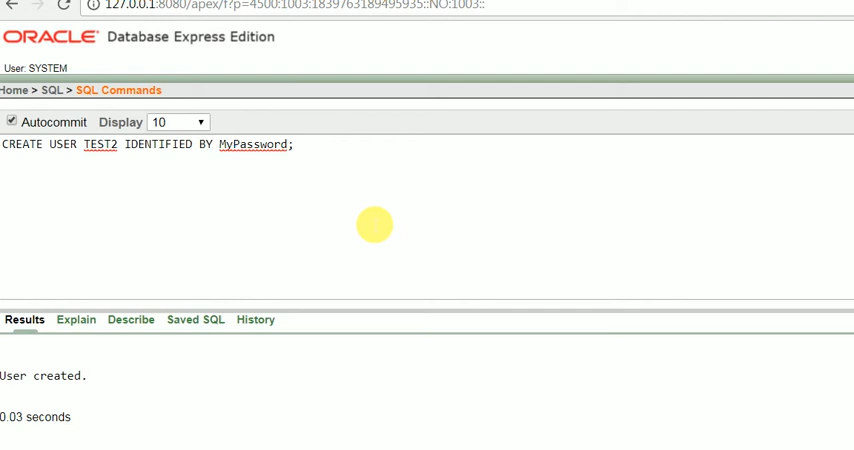 127.0.0.1:8080/apex/f?p=4500:1003:1839763189495935::NO:1003::
ORACLE® Database Express Edition
User: SYSTEM
Home > SQL > SQL Commands
Autocommit Display 10
CREATE USER TEST2 IDENTIFIED BY MyPassword;
Results Explain Describe Saved SQL History
User created.
0.03 seconds